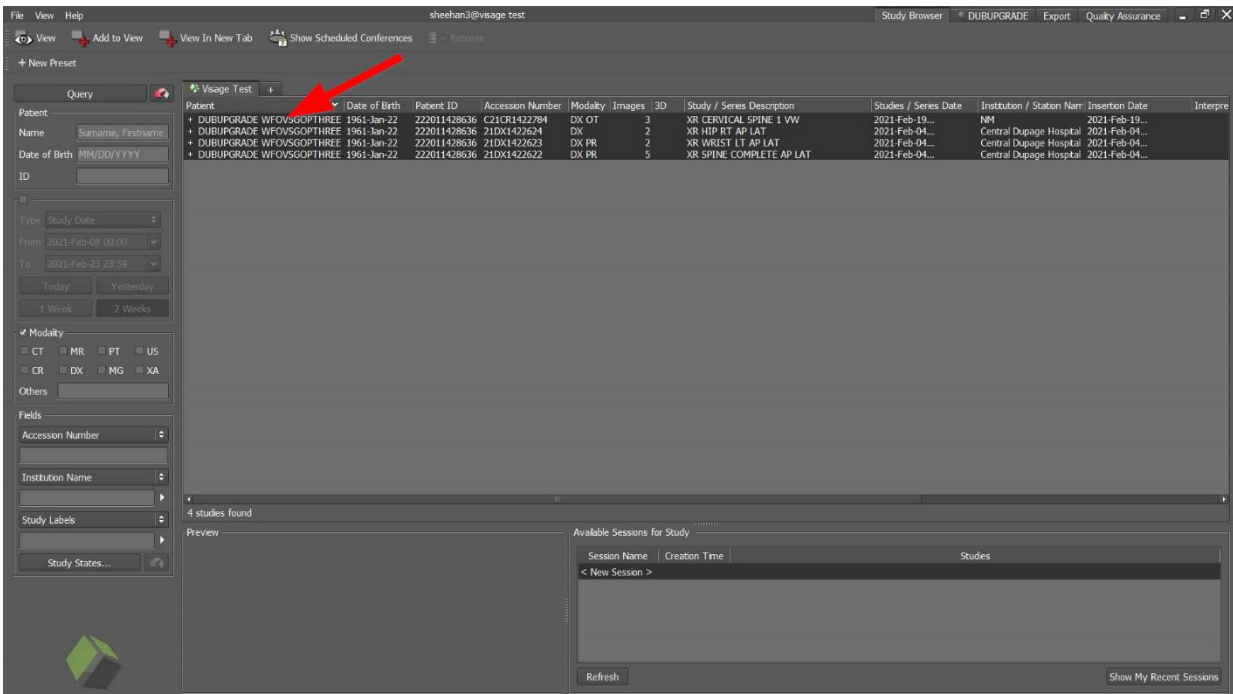 File View Help sheehan3@visage test Study Browser DUBUPGRADE Export Quality Assurance
View Add to View View In New Tab Show Scheduled Conferences Retrieve
+ New Preset
Query
Patient
Name Surname, Firstname
Date of Birth MM/DD/YYYY
ID
Type Study Date
From 2021-Feb-08 00:00
To 2021-Feb-23 23:59
Today Yesterday
1 Week 2 Weeks
Modality
CT MR PT US
CR DX MG XA
Others
Fields
Accession Number
Institution Name
Study Labels
Study States...
Visage Test +
Patient Date of Birth Patient ID Accession Number Modality Images 3D Study / Series Description Studies / Series Date Institution / Station Narr Insertion Date Interpre
+ DUBUPGRADE WFOVSGOPTHREE 1961-Jan-22 222011428636 C21CR1422784 DX OT 3 XR CERVICAL SPINE 1 VW 2021-Feb-19... NM 2021-Feb-19...
+ DUBUPGRADE WFOVSGOPTHREE 1961-Jan-22 222011428636 21DX1422624 DX 2 XR HIP RT AP LAT 2021-Feb-04... Central Dupage Hospital 2021-Feb-04...
+ DUBUPGRADE WFOVSGOPTHREE 1961-Jan-22 222011428636 21DX1422623 DX PR 2 XR WRIST LT AP LAT 2021-Feb-04... Central Dupage Hospital 2021-Feb-04...
+ DUBUPGRADE WFOVSGOPTHREE 1961-Jan-22 222011428636 21DX1422622 DX PR 5 XR SPINE COMPLETE AP LAT 2021-Feb-04... Central Dupage Hospital 2021-Feb-04...
4 studies found
Preview
Available Sessions for Study
Session Name Creation Time Studies
< New Session >
Refresh Show My Recent Sessions